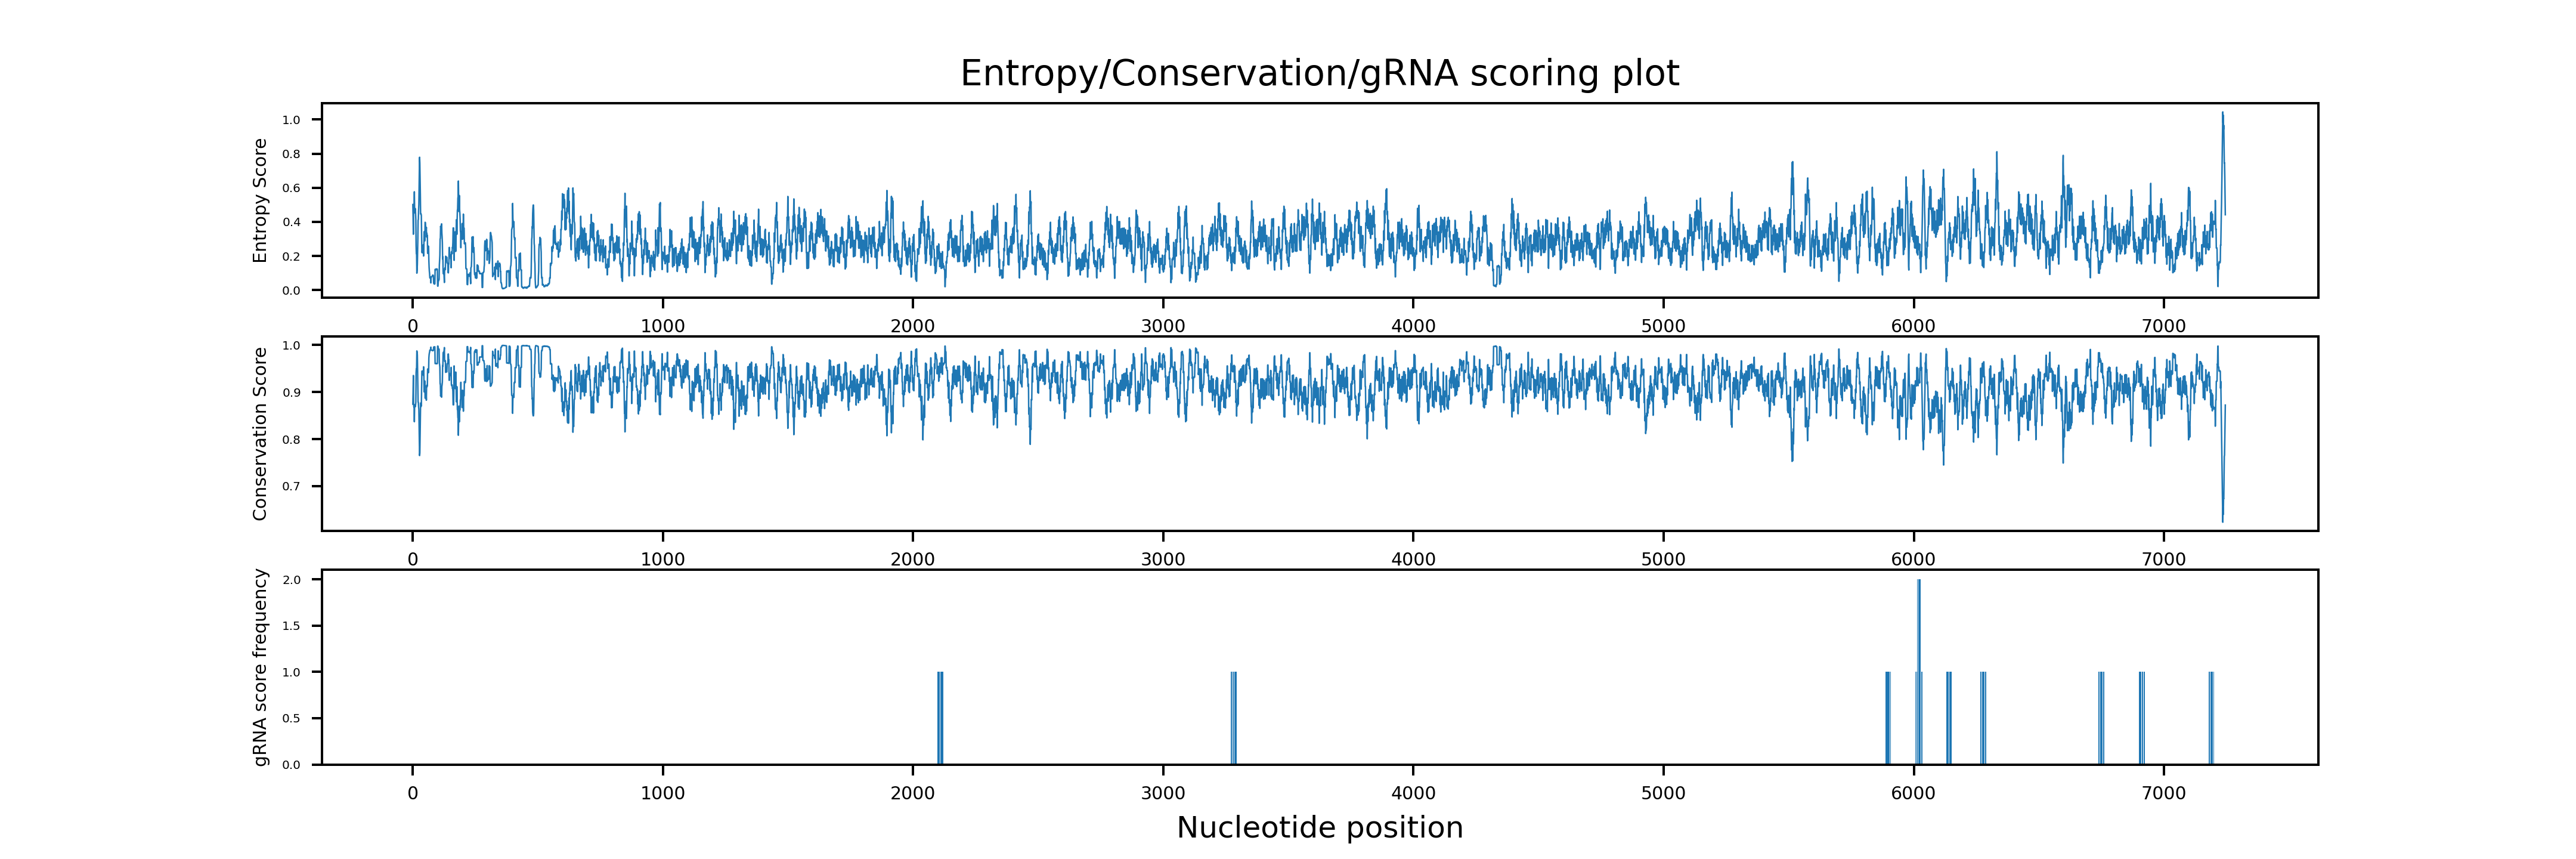 Entropy/Conservation/gRNA scoring plot
Entropy Score
1.0
0.8
0.6
0.4
0.2
0.0
0 1000 2000 3000 4000 5000 6000 7000
Conservation Score
1.0
0.9
0.8
0.7
0 1000 2000 3000 4000 5000 6000 7000
gRNA score frequency
2.0
1.5
1.0
0.5
0.0
0 1000 2000 3000 4000 5000 6000 7000
Nucleotide position